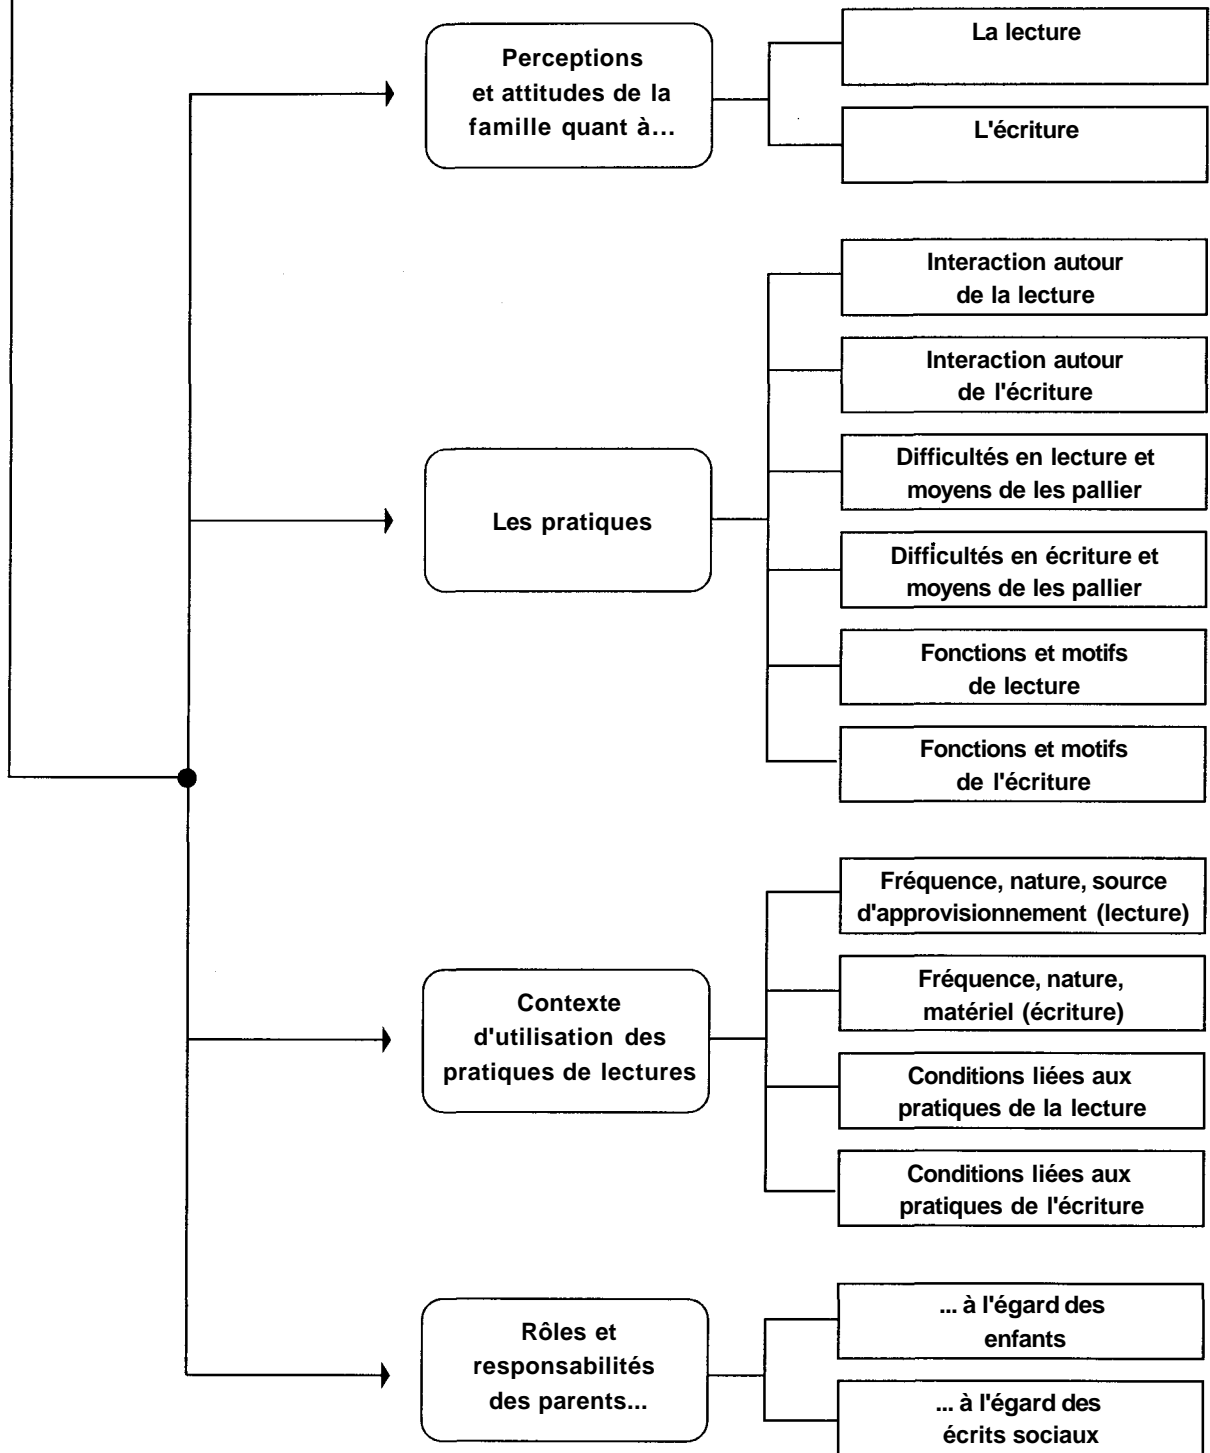 Perceptions
et attitudes de la
famille quant à...
La lecture
L'écriture
Les pratiques
Interaction autour
de la lecture
Interaction autour
de l'écriture
Difficultés en lecture et
moyens de les pallier
Difficultés en écriture et
moyens de les pallier
Fonctions et motifs
de lecture
Fonctions et motifs
de l'écriture
Contexte
d'utilisation des
pratiques de lectures
Fréquence, nature, source
d'approvisionnement (lecture)
Fréquence, nature,
matériel (écriture)
Conditions liées aux
pratiques de la lecture
Conditions liées aux
pratiques de l'écriture
Rôles et
responsabilités
des parents...
... à l'égard des
enfants
... à l'égard des
écrits sociaux